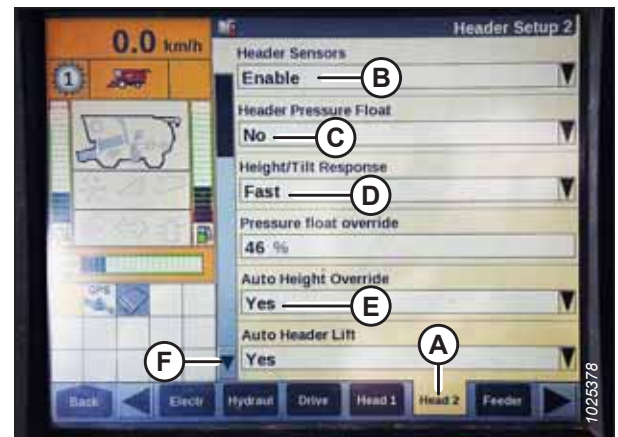 0.0 km/h
Header Setup 2
1
Header Sensors
Enable
B
Header Pressure Float
No
C
Height/Tilt Response
Fast
D
Pressure float override
46 %
Auto Height Override
Yes
E
GPS
Auto Header Lift
Yes
F
A
Back
Electr
Hydraul
Drive
Head 1
Head 2
Feeder
1025378